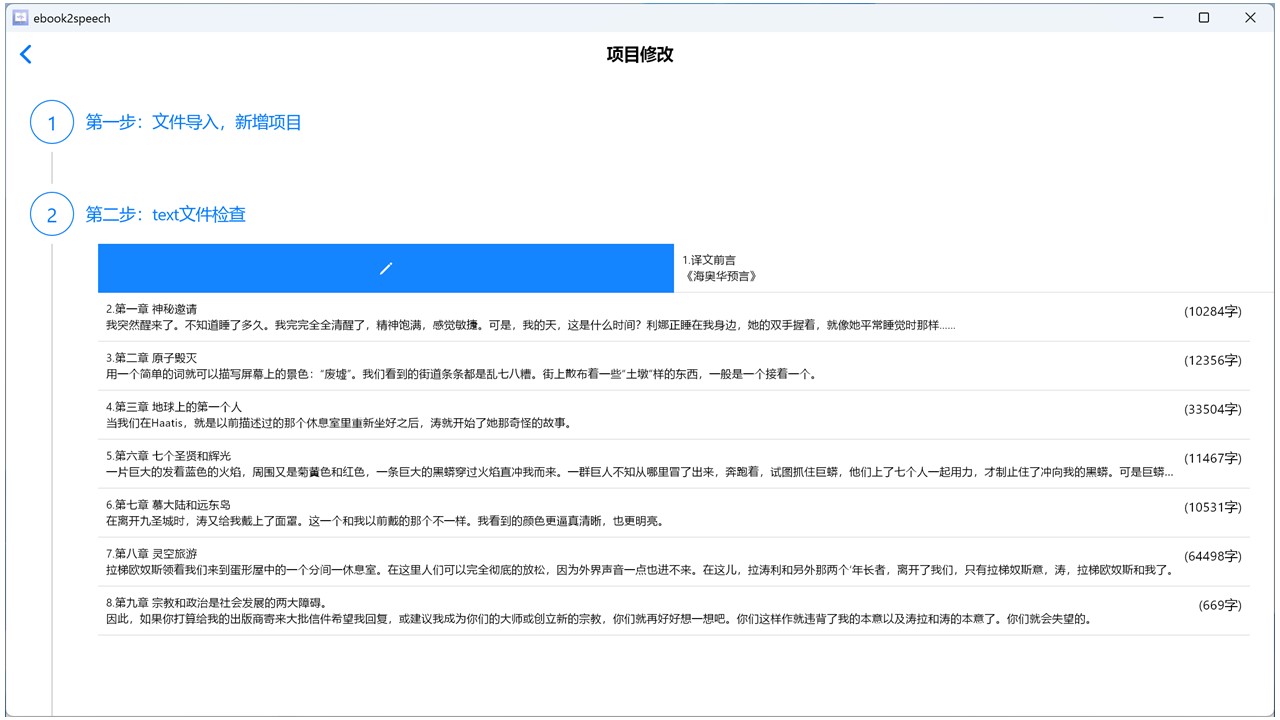 ebook2speech
项目修改
1 第一步：文件导入，新增项目
2 第二步：text文件检查
1.译文前言
《海奥华预言》
2.第一章 神秘邀请 (10284字)
我突然醒来了。不知道睡了多久。我完完全全清醒了，精神饱满，感觉敏搪。可是，我的天，这是什么时间？利娜正睡在我身边，她的双手握着，就像她平常睡觉时那样......
3.第二章 原子毁灭 (12356字)
用一个简单的词就可以描写屏幕上的景色：“废墟”。我们看到的街道条条都是乱七八糟。街上散布着一些“土墩”样的东西，一般是一个接着一个。
4.第三章 地球上的第一个人 (33504字)
当我们在Haatis，就是以前描述过的那个休息室里重新坐好之后，涛就开始了她那奇怪的故事。
5.第六章 七个圣贤和辉光 (11467字)
一片巨大的发着蓝色的火焰，周围又是菊黄色和红色，一条巨大的黑蟒穿过火焰直冲我而来。一群巨人不知从哪里冒了出来，奔跑着，试图抓住巨蟒，他们上了七个人一起用力，才制止住了冲向我的黑蟒。可是巨蟒...
6.第七章 慕大陆和远东岛 (10531字)
在离开九圣城时，涛又给我戴上了面罩。这一个和我以前戴的那个不一样。我看到的颜色更逼真清晰，也更明亮。
7.第八章 灵空旅游 (64498字)
拉梯欧奴斯领着我们来到蛋形屋中的一个分间一休息室。在这里人们可以完全彻底的放松，因为外界声音一点也进不来。在这儿，拉涛利和另外那两个‘年长者，离开了我们，只有拉梯奴斯意，涛，拉梯欧奴斯和我了。
8.第九章 宗教和政治是社会发展的两大障碍。 (669字)
因此，如果你打算给我的出版商寄来大批信件希望我回复，或建议我成为你们的大师或创立新的宗教，你们就再好好想一想吧。你们这样作就违背了我的本意以及涛拉和涛的本意了。你们就会失望的。